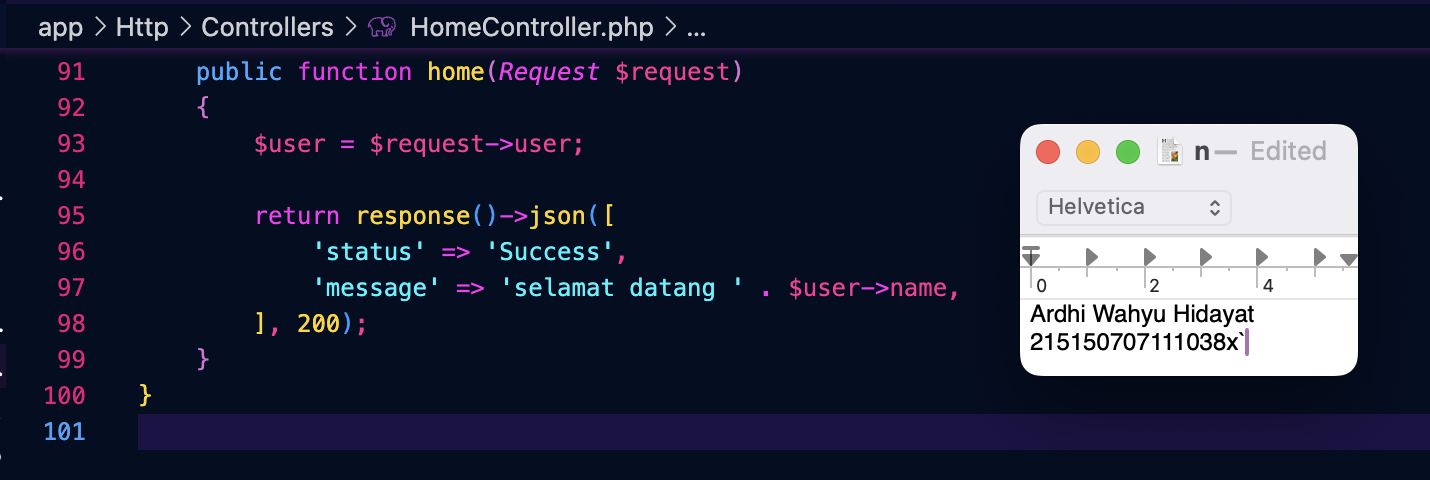 app > Http > Controllers > HomeController.php > ...
91 public function home(Request $request)
92 {
93 $user = $request->user;
94
95 return response()->json([
96 'status' => 'Success',
97 'message' => 'selamat datang ' . $user->name,
98 ], 200);
99 }
100 }
101
n — Edited
Helvetica
0 2 4
Ardhi Wahyu Hidayat
215150707111038x`